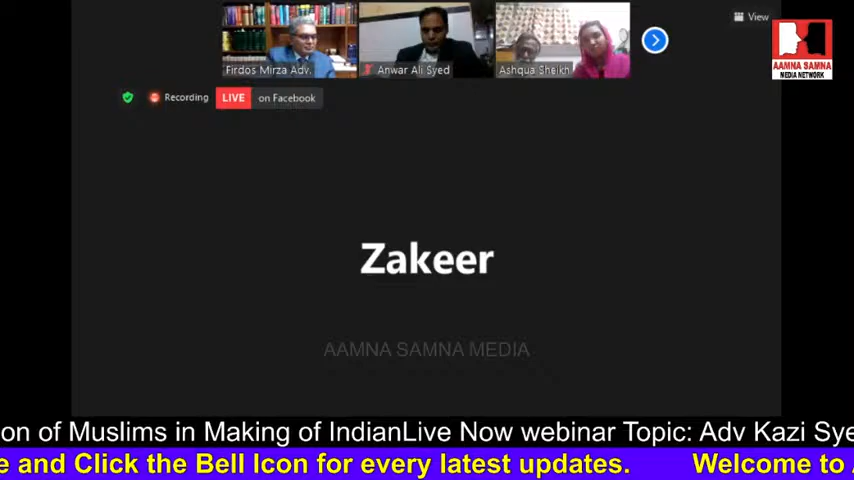 View
AAMNA SAMNA
MEDIA NETWORK
Firdos Mirza Adv.
Anwar Ali Syed
Ashqua Sheikh
Recording
LIVE on Facebook
Zakeer
AAMNA SAMNA MEDIA
on of Muslims in Making of IndianLive Now webinar Topic: Adv Kazi Sye
e and Click the Bell Icon for every latest updates. Welcome to A